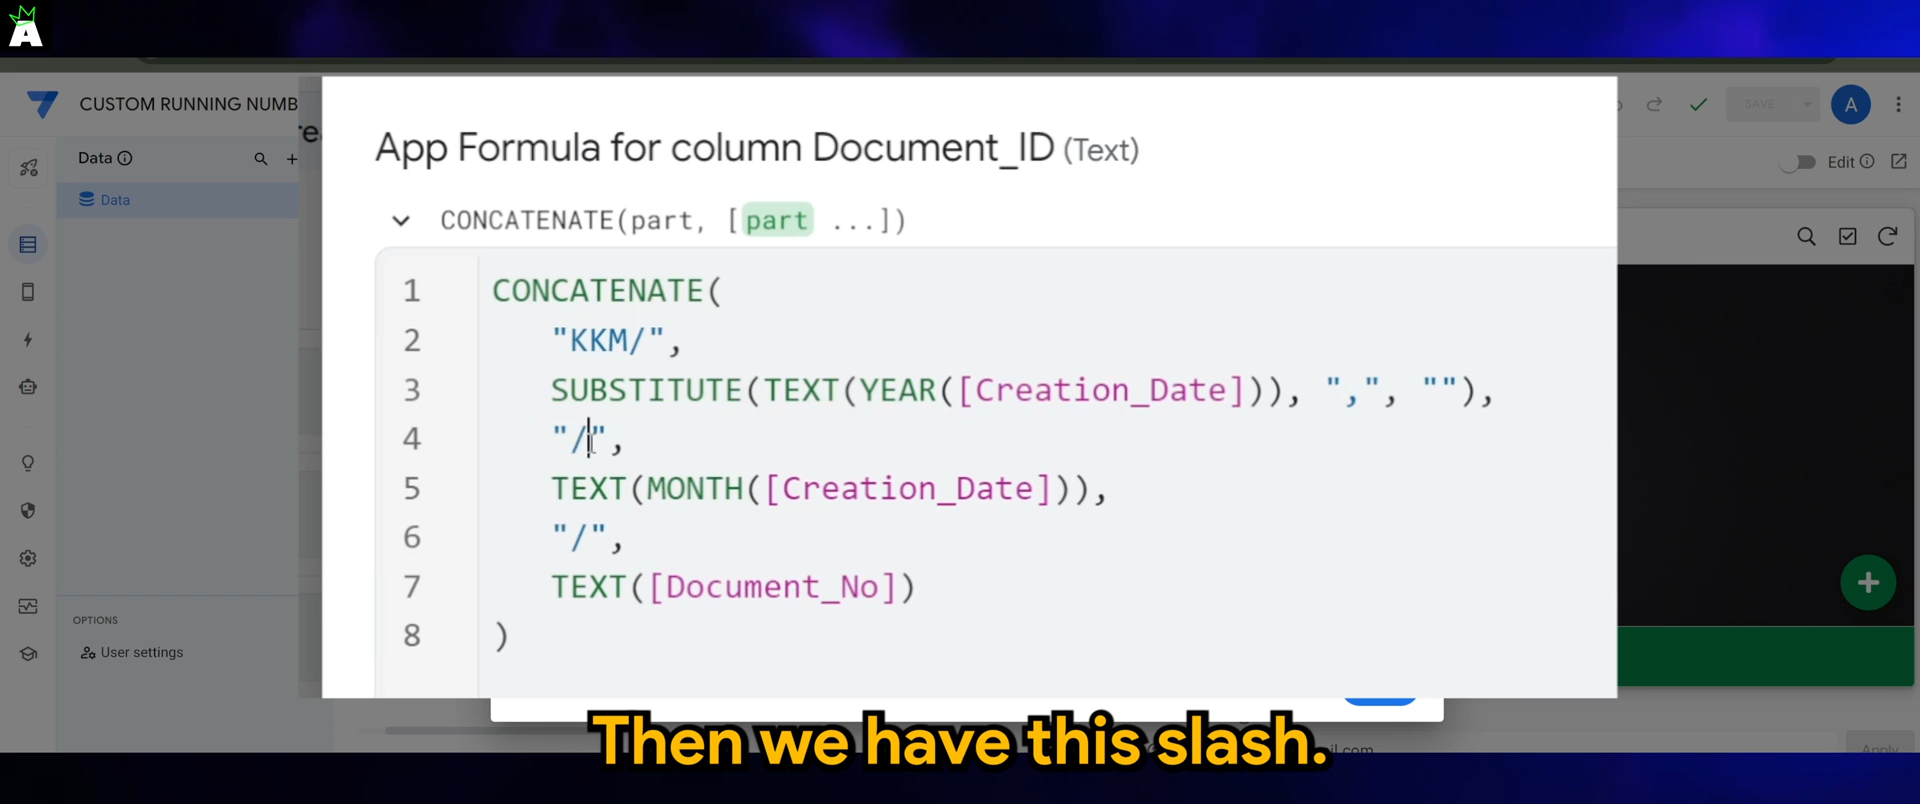 A
CUSTOM RUNNING NUMB
SAVE
A
Data
Edit
Data
App Formula for column Document_ID (Text)
CONCATENATE(part, [part ...])
1 CONCATENATE(
2 "KKM/",
3 SUBSTITUTE(TEXT(YEAR([Creation_Date])), ",", ""),
4 "/",
5 TEXT(MONTH([Creation_Date])),
6 "/",
7 TEXT([Document_No])
8 )
OPTIONS
User settings
Then we have this slash.
Apply